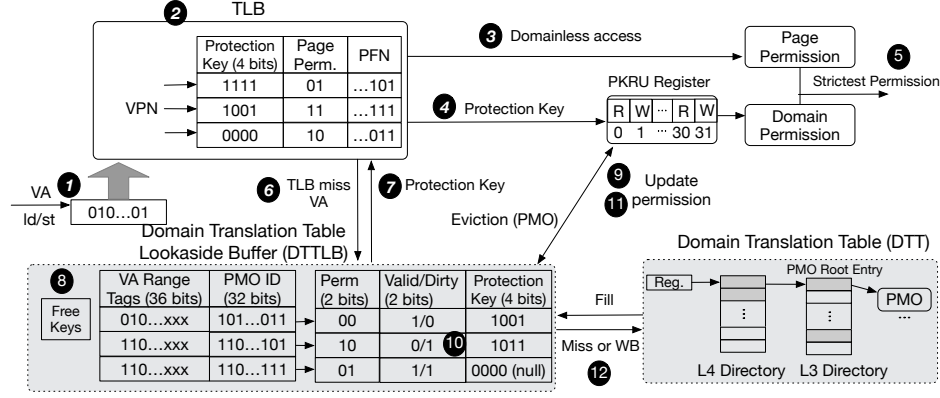 2 TLB
Protection Key (4 bits) Page Perm. PFN
1111 01 ...101
VPN 1001 11 ...111
0000 10 ...011
3 Domainless access
Page Permission
5
Strictest Permission
4 Protection Key
PKRU Register
R W ... R W
0 1 ... 30 31
Domain Permission
1
VA
ld/st
010...01
6 TLB miss VA
7 Protection Key
Eviction (PMO)
9
11
Update permission
Domain Translation Table
Lookaside Buffer (DTTLB)
8
Free Keys
VA Range Tags (36 bits) PMO ID (32 bits) Perm (2 bits) Valid/Dirty (2 bits) Protection Key (4 bits)
010...xxx 101...011 00 1/0 1001
110...xxx 110...101 10 0/1 10 1011
110...xxx 110...111 01 1/1 0000 (null)
Fill
Miss or WB
12
Domain Translation Table (DTT)
Reg.
PMO Root Entry
PMO
...
⋮ ⋮
L4 Directory L3 Directory